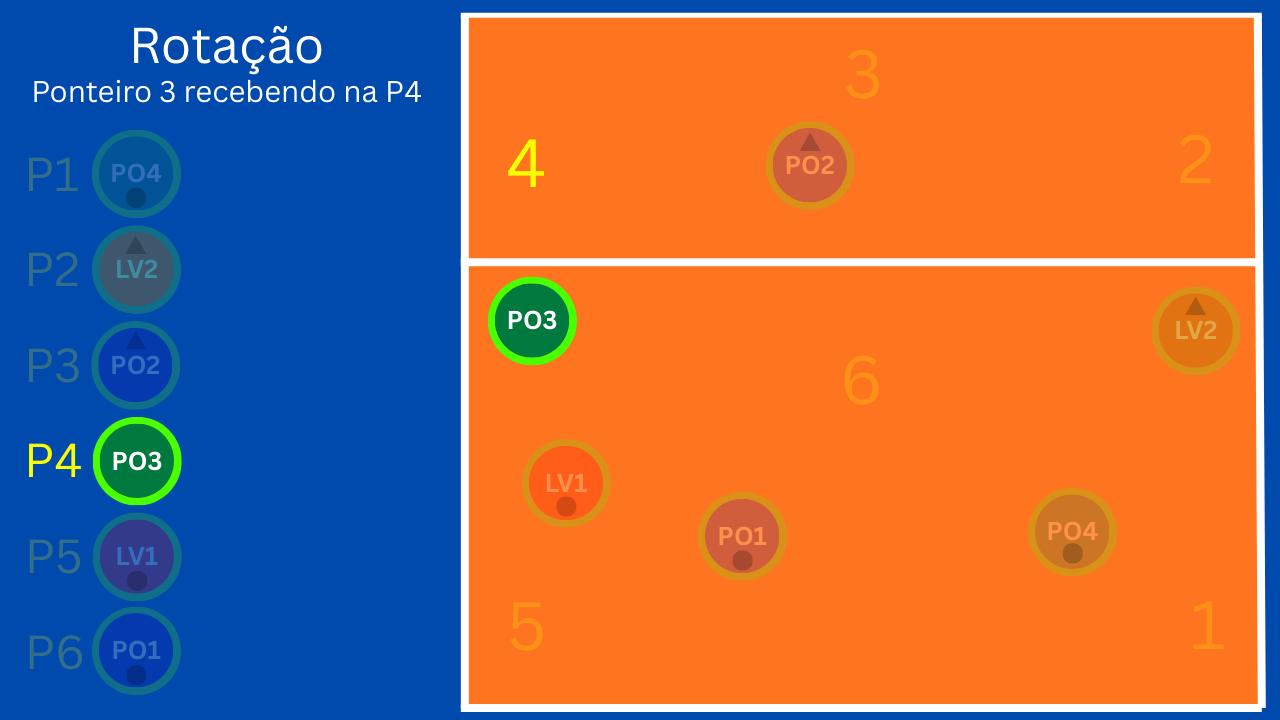 Rotação
Ponteiro 3 recebendo na P4
P1 PO4
P2 LV2
P3 PO2
P4 PO3
P5 LV1
P6 PO1
3
4
2
PO2
PO3
LV2
6
LV1
PO1
PO4
5
1